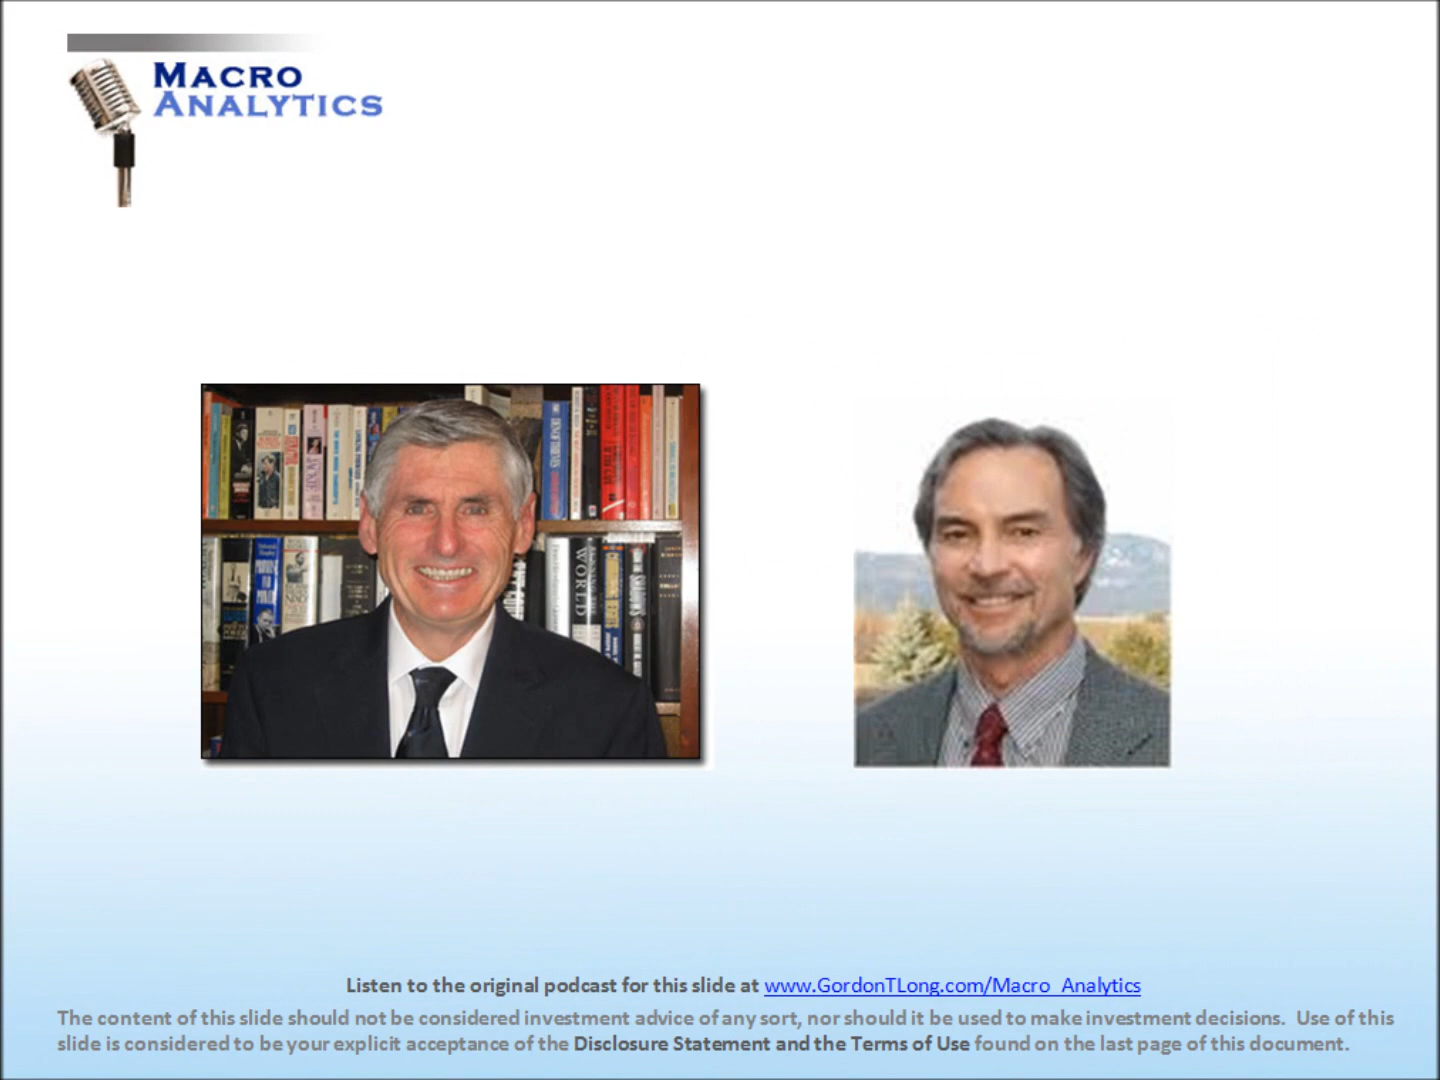 MACRO
ANALYTICS
WORLD
Listen to the original podcast for this slide at www.GordonTLong.com/Macro_Analytics
The content of this slide should not be considered investment advice of any sort, nor should it be used to make investment decisions. Use of this
slide is considered to be your explicit acceptance of the Disclosure Statement and the Terms of Use found on the last page of this document.